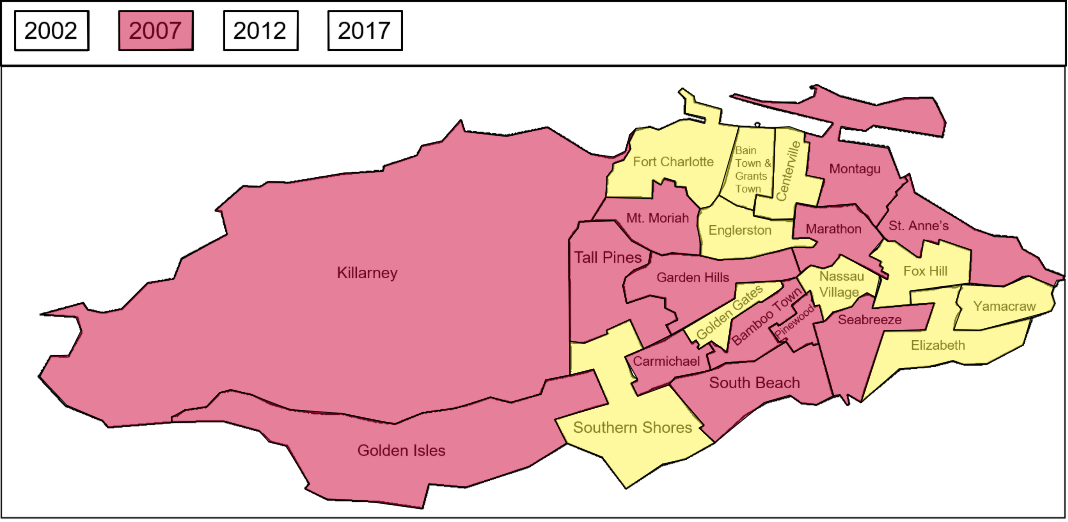 2002
2007
2012
2017
Fort Charlotte
Bain
Town &
Grants
Town
Centerville
Montagu
Mt. Moriah
Englerston
Marathon
St. Anne's
Tall Pines
Killarney
Garden Hills
Nassau
Village
Fox Hill
Golden Gates
Bamboo Town
Pinewood
Seabreeze
Yamacraw
Elizabeth
Carmichael
South Beach
Southern Shores
Golden Isles